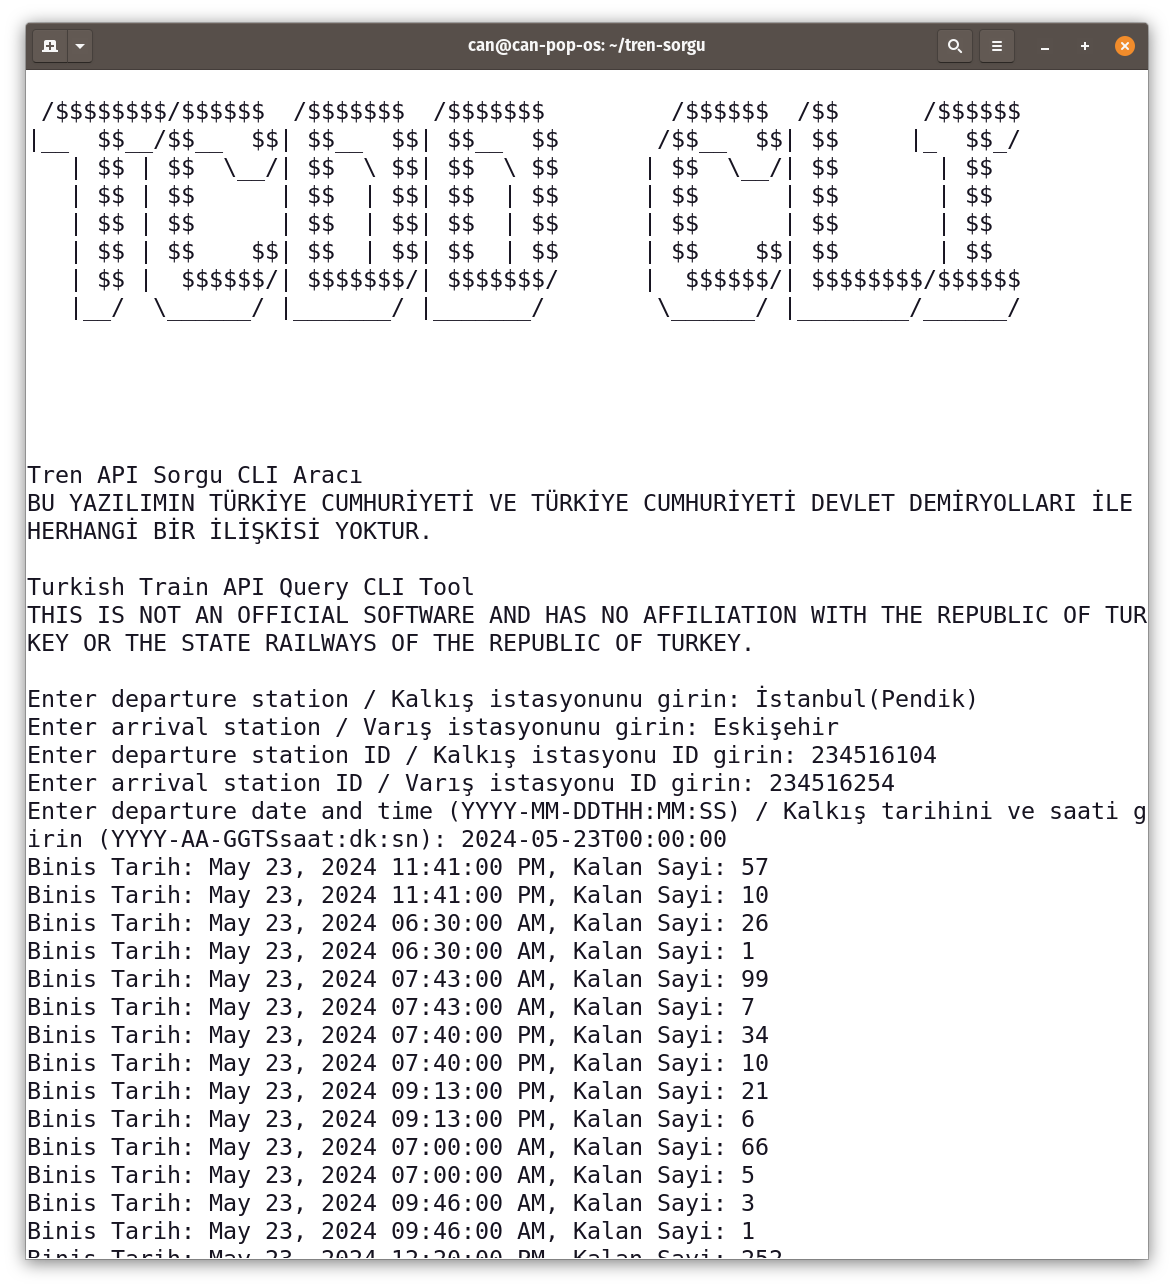 can@can-pop-os: ~/tren-sorgu
 /$$$$$$$$/$$$$$$  /$$$$$$$  /$$$$$$$         /$$$$$$  /$$      /$$$$$$
|__  $$__/$$__  $$| $$__  $$| $$__  $$       /$$__  $$| $$     |_  $$_/
   | $$ | $$  \__/| $$  \ $$| $$  \ $$      | $$  \__/| $$       | $$
   | $$ | $$      | $$  | $$| $$  | $$      | $$      | $$       | $$
   | $$ | $$      | $$  | $$| $$  | $$      | $$      | $$       | $$
   | $$ | $$    $$| $$  | $$| $$  | $$      | $$    $$| $$       | $$
   | $$ |  $$$$$$/| $$$$$$$/| $$$$$$$/      |  $$$$$$/| $$$$$$$$/$$$$$$
   |__/  \______/ |_______/ |_______/        \______/ |________/______/
Tren API Sorgu CLI Aracı
BU YAZILIMIN TÜRKİYE CUMHURİYETİ VE TÜRKİYE CUMHURİYETİ DEVLET DEMİRYOLLARI İLE
HERHANGİ BİR İLİŞKİSİ YOKTUR.
Turkish Train API Query CLI Tool
THIS IS NOT AN OFFICIAL SOFTWARE AND HAS NO AFFILIATION WITH THE REPUBLIC OF TUR
KEY OR THE STATE RAILWAYS OF THE REPUBLIC OF TURKEY.
Enter departure station / Kalkış istasyonunu girin: İstanbul(Pendik)
Enter arrival station / Varış istasyonunu girin: Eskişehir
Enter departure station ID / Kalkış istasyonu ID girin: 234516104
Enter arrival station ID / Varış istasyonu ID girin: 234516254
Enter departure date and time (YYYY-MM-DDTHH:MM:SS) / Kalkış tarihini ve saati g
irin (YYYY-AA-GGTSsaat:dk:sn): 2024-05-23T00:00:00
Binis Tarih: May 23, 2024 11:41:00 PM, Kalan Sayi: 57
Binis Tarih: May 23, 2024 11:41:00 PM, Kalan Sayi: 10
Binis Tarih: May 23, 2024 06:30:00 AM, Kalan Sayi: 26
Binis Tarih: May 23, 2024 06:30:00 AM, Kalan Sayi: 1
Binis Tarih: May 23, 2024 07:43:00 AM, Kalan Sayi: 99
Binis Tarih: May 23, 2024 07:43:00 AM, Kalan Sayi: 7
Binis Tarih: May 23, 2024 07:40:00 PM, Kalan Sayi: 34
Binis Tarih: May 23, 2024 07:40:00 PM, Kalan Sayi: 10
Binis Tarih: May 23, 2024 09:13:00 PM, Kalan Sayi: 21
Binis Tarih: May 23, 2024 09:13:00 PM, Kalan Sayi: 6
Binis Tarih: May 23, 2024 07:00:00 AM, Kalan Sayi: 66
Binis Tarih: May 23, 2024 07:00:00 AM, Kalan Sayi: 5
Binis Tarih: May 23, 2024 09:46:00 AM, Kalan Sayi: 3
Binis Tarih: May 23, 2024 09:46:00 AM, Kalan Sayi: 1
Binis Tarih: May 23, 2024 PM, Kalan Sayi: